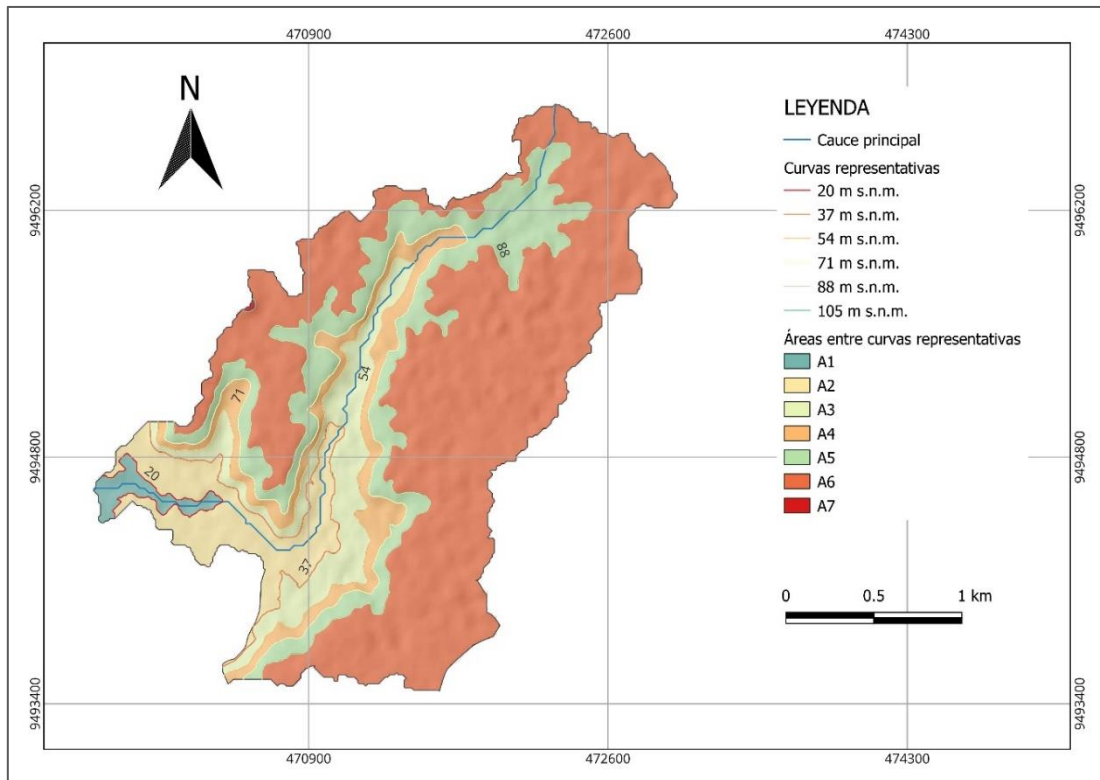 470900
472600
474300
N
LEYENDA
Cauce principal
Curvas representativas
20 m s.n.m.
37 m s.n.m.
54 m s.n.m.
71 m s.n.m.
88 m s.n.m.
105 m s.n.m.
Áreas entre curvas representativas
A1
A2
A3
A4
A5
A6
A7
9496200
9496200
88
54
71
9494800
9494800
20
37
0 0.5 1 km
9493400
9493400
470900
472600
474300